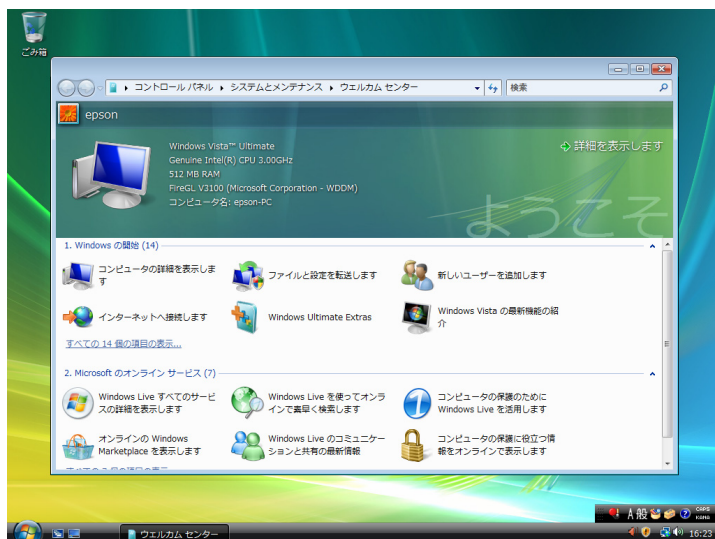 ごみ箱
コントロール パネル ▸ システムとメンテナンス ▸ ウェルカム センター
検索
epson
Windows Vista™ Ultimate
Genuine Intel(R) CPU 3.00GHz
512 MB RAM
FireGL V3100 (Microsoft Corporation - WDDM)
コンピュータ名: epson-PC
詳細を表示します
ようこそ
1. Windows の開始 (14)
コンピュータの詳細を表示しま
す
ファイルと設定を転送します
新しいユーザーを追加します
インターネットへ接続します
Windows Ultimate Extras
Windows Vista の最新機能の紹
介
すべての 14 個の項目の表示...
2. Microsoft のオンライン サービス (7)
Windows Live すべてのサービ
スの詳細を表示します
Windows Live を使ってオンラ
インで素早く検索します
コンピュータの保護のために
Windows Live を活用します
オンラインの Windows
Marketplace を表示します
Windows Live のコミュニケー
ションと共有の最新情報
コンピュータの保護に役立つ情
報をオンラインで表示します
A 般
CAPS
KANA
ウェルカム センター
16:23